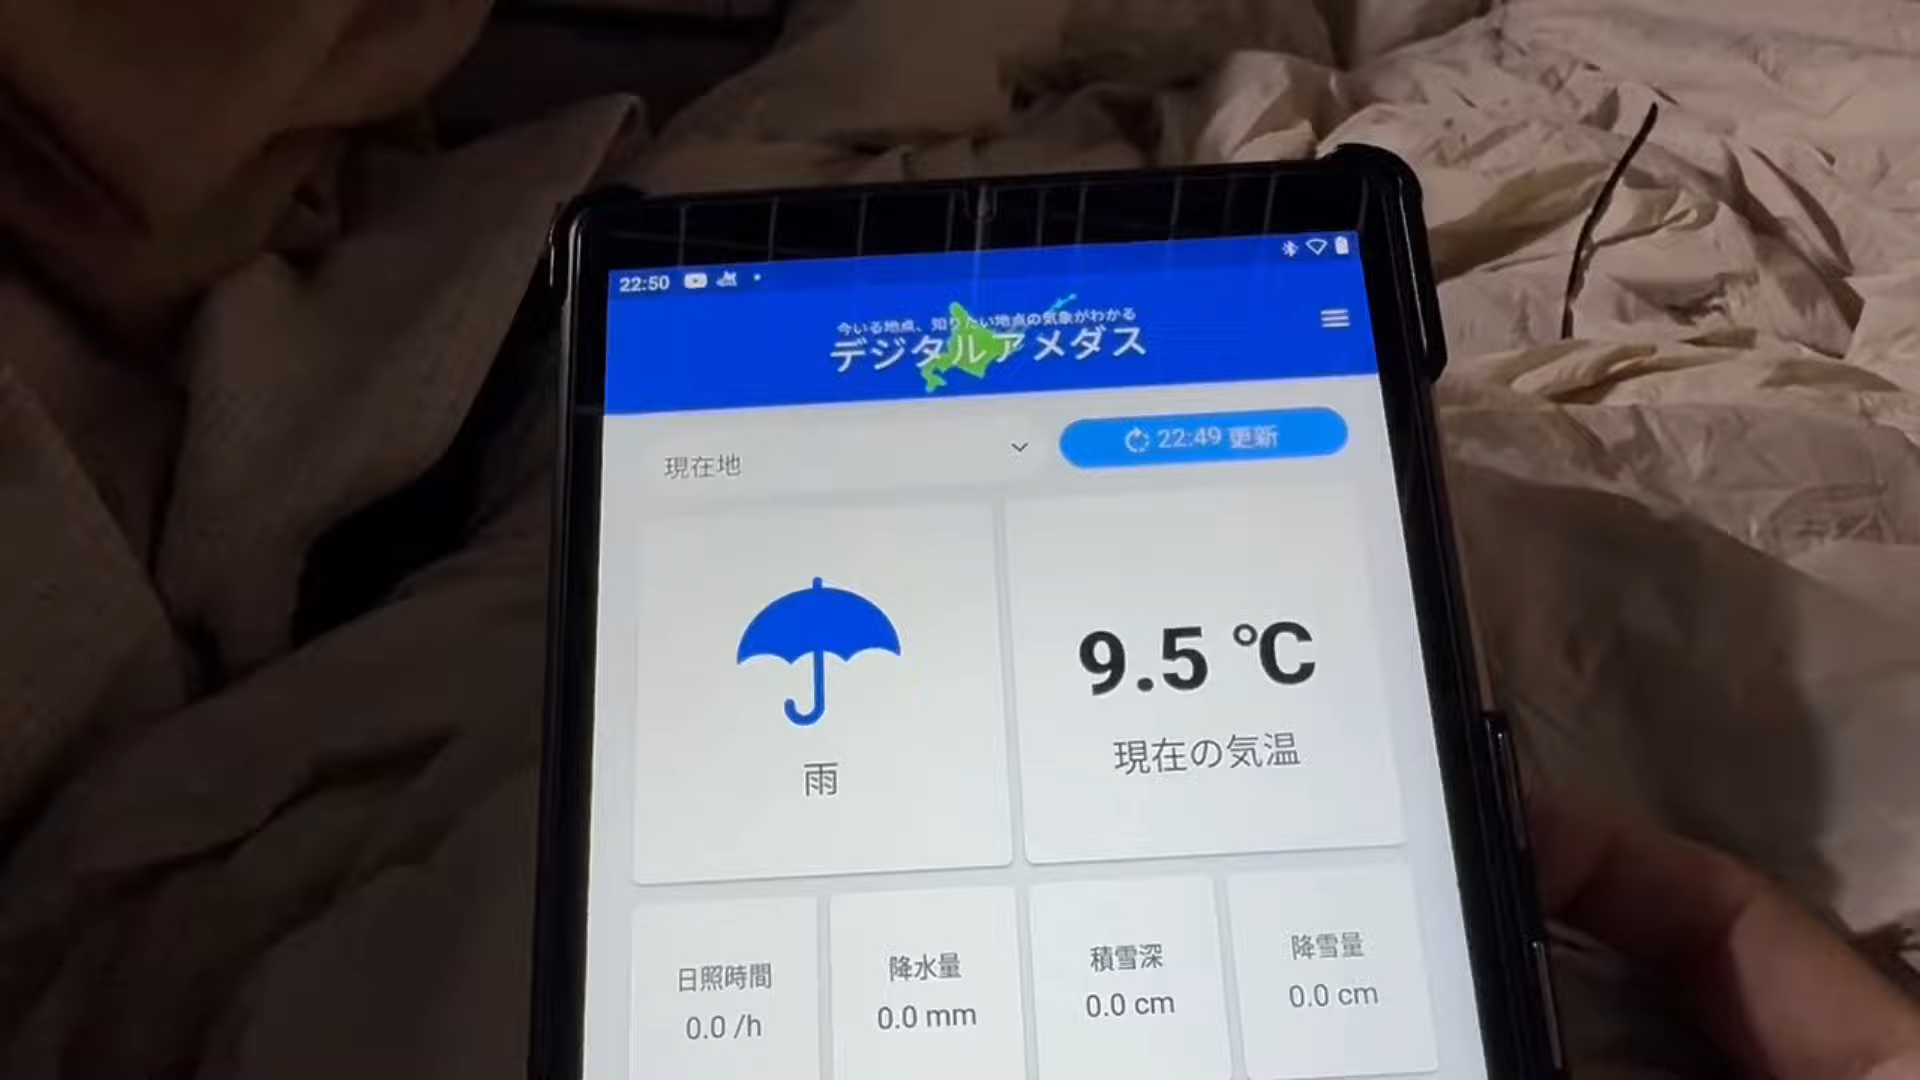 22:50
今いる地点、知りたい地点の気象がわかる
デジタルアメダス
現在地
22:49 更新
雨
9.5 ℃
現在の気温
日照時間
0.0 /h
降水量
0.0 mm
積雪深
0.0 cm
降雪量
0.0 cm